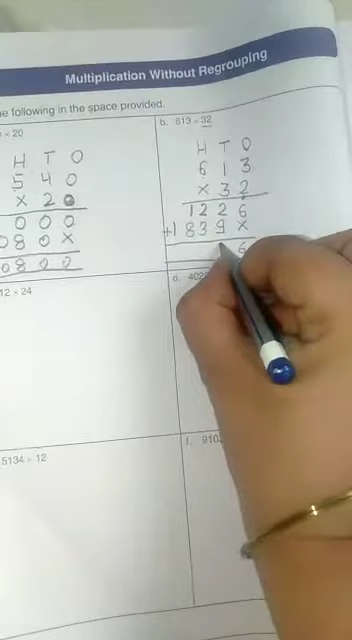 Multiplication Without Regrouping
e following in the space provided.
× 20
H T O
5 4 0
× 2 0
0 0 0
0 8 0 ×
0 8 0 0
b. 613 × 32
H T O
6 1 3
× 3 2
1 2 2 6
+ 1 8 3 9 ×
6
12 × 24
d. 402
5134 × 12
f. 910